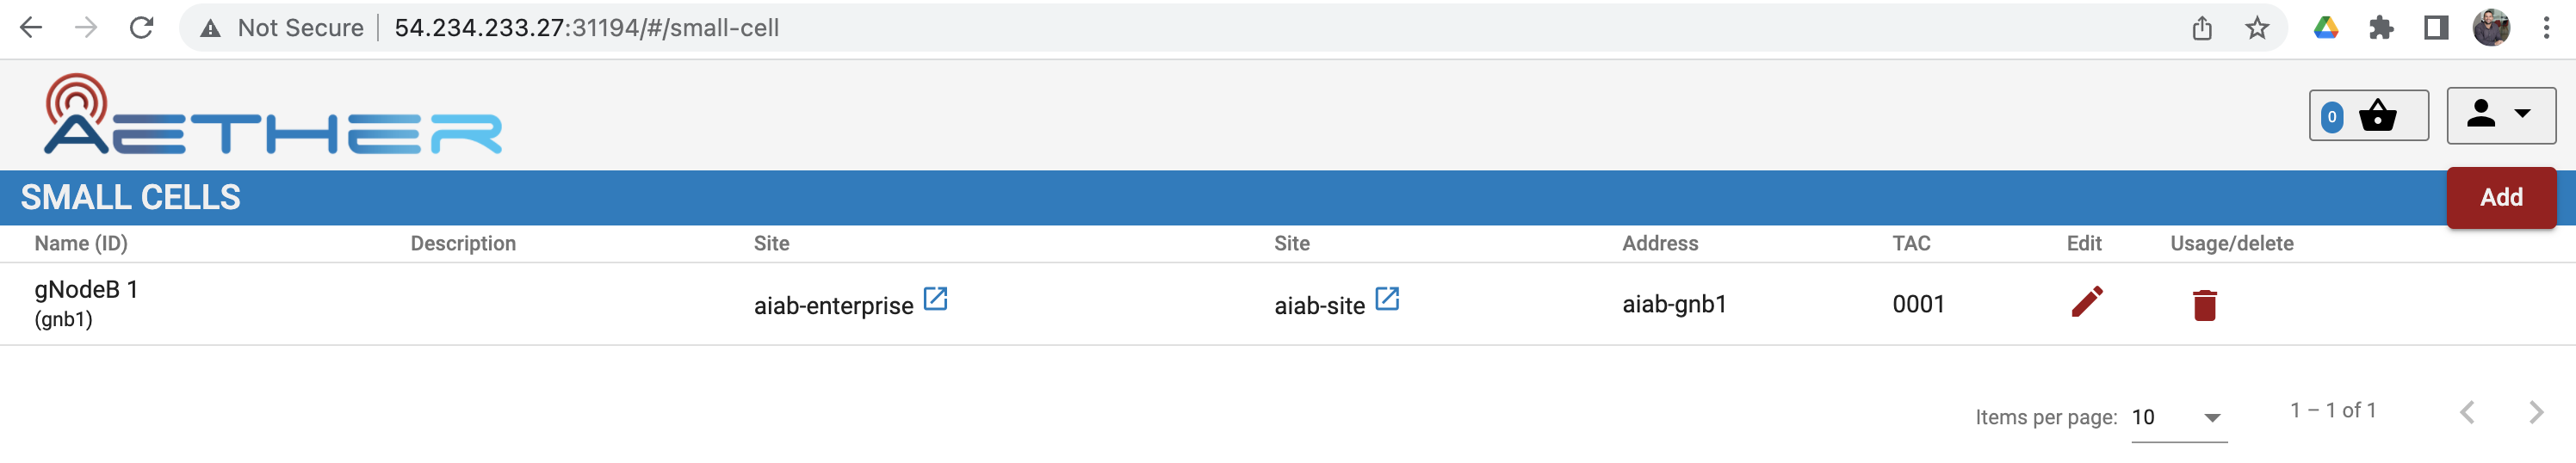 Not Secure 54.234.233.27:31194/#/small-cell
AETHER
0
SMALL CELLS
Add
Name (ID) Description Site Site Address TAC Edit Usage/delete
gNodeB 1
(gnb1)
aiab-enterprise aiab-site aiab-gnb1 0001
Items per page: 10 1 – 1 of 1